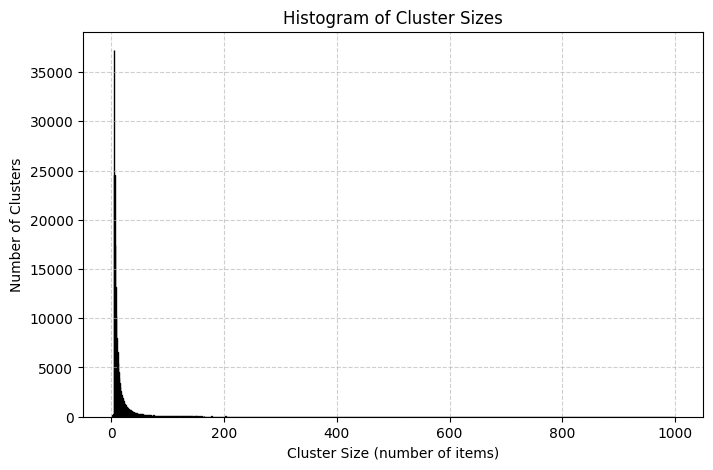 Histogram of Cluster Sizes
35000
30000
25000
20000
15000
10000
5000
0
Number of Clusters
0 200 400 600 800 1000
Cluster Size (number of items)